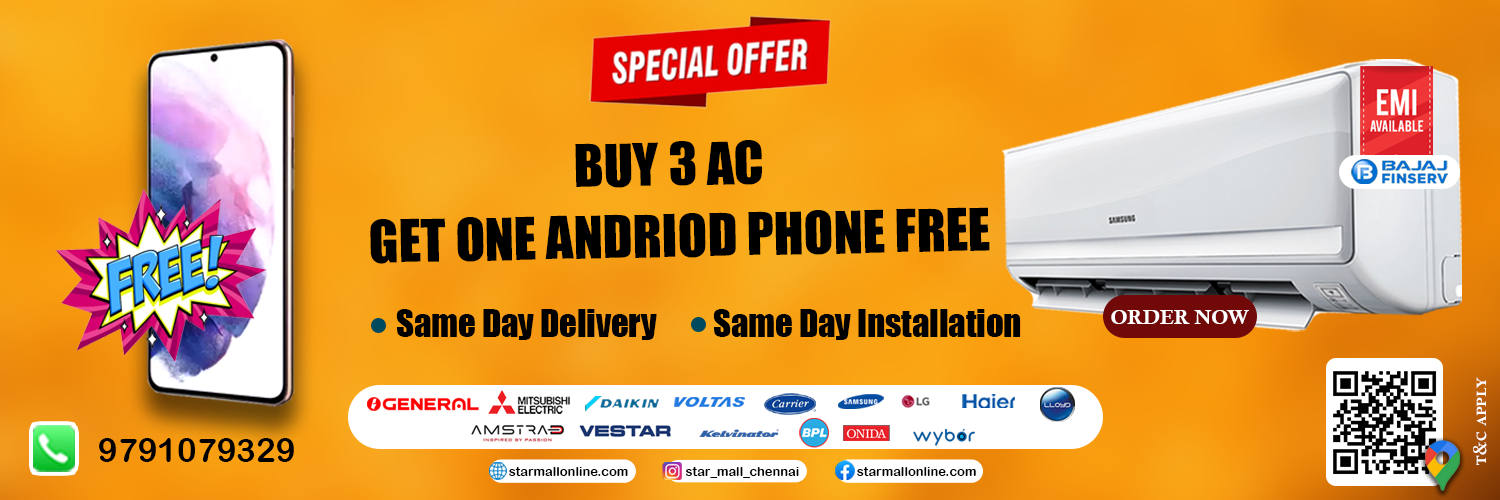 SPECIAL OFFER
BUY 3 AC
GET ONE ANDRIOD PHONE FREE
FREE!
• Same Day Delivery • Same Day Installation
SAMSUNG
EMI
AVAILABLE
BAJAJ
FINSERV
ORDER NOW
GENERAL MITSUBISHI ELECTRIC DAIKIN VOLTAS Carrier SAMSUNG LG Haier LLOYD
AMSTRAD INSPIRED BY PASSION VESTAR Kelvinator BPL ONIDA wybor
9791079329
starmallonline.com star_mall_chennai starmallonline.com
T&C APPLY